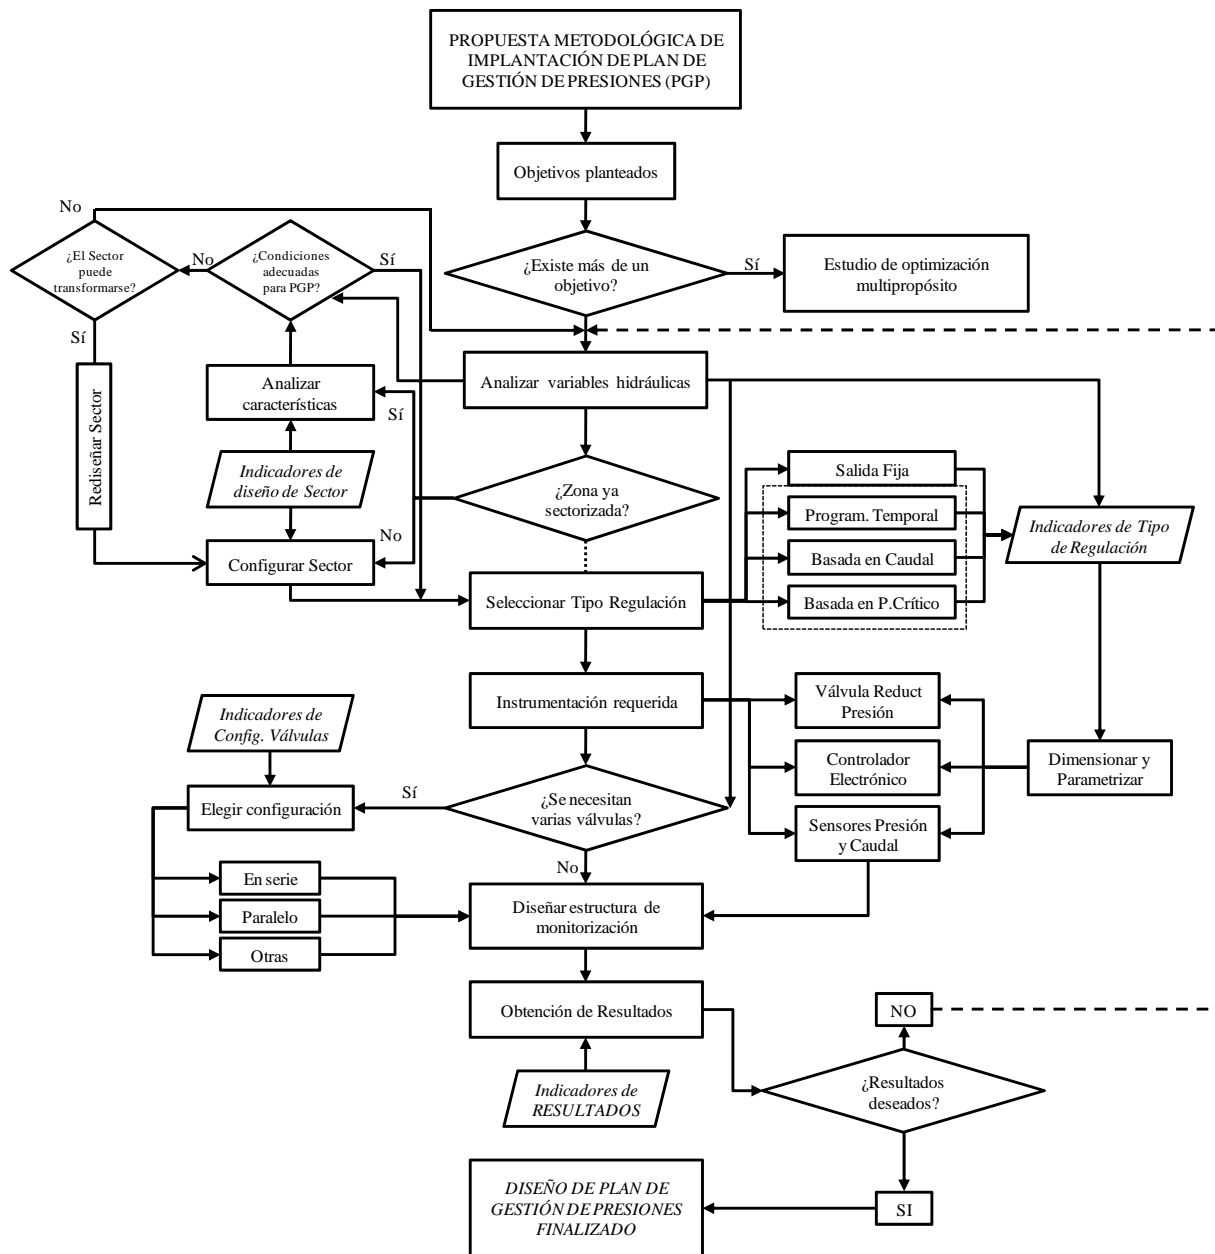 PROPUESTA METODOLÓGICA DE
IMPLANTACIÓN DE PLAN DE
GESTIÓN DE PRESIONES (PGP)
Objetivos planteados
¿Existe más de un
objetivo?
Sí
Estudio de optimización
multipropósito
No
¿El Sector
puede
transformarse?
No
¿Condiciones
adecuadas
para PGP?
Sí
Sí
Analizar variables hidráulicas
Analizar
características
Sí
Rediseñar Sector
Indicadores de
diseño de Sector
¿Zona ya
sectorizada?
No
Configurar Sector
Salida Fija
Program. Temporal
Basada en Caudal
Basada en P.Crítico
Indicadores de Tipo
de Regulación
Seleccionar Tipo Regulación
Instrumentación requerida
Válvula Reduct
Presión
Controlador
Electrónico
Sensores Presión
y Caudal
Dimensionar y
Parametrizar
Indicadores de
Config. Válvulas
Elegir configuración
Sí
¿Se necesitan
varias válvulas?
No
En serie
Paralelo
Otras
Diseñar estructura de
monitorización
Obtención de Resultados
NO
Indicadores de
RESULTADOS
¿Resultados
deseados?
SI
DISEÑO DE PLAN DE
GESTIÓN DE PRESIONES
FINALIZADO